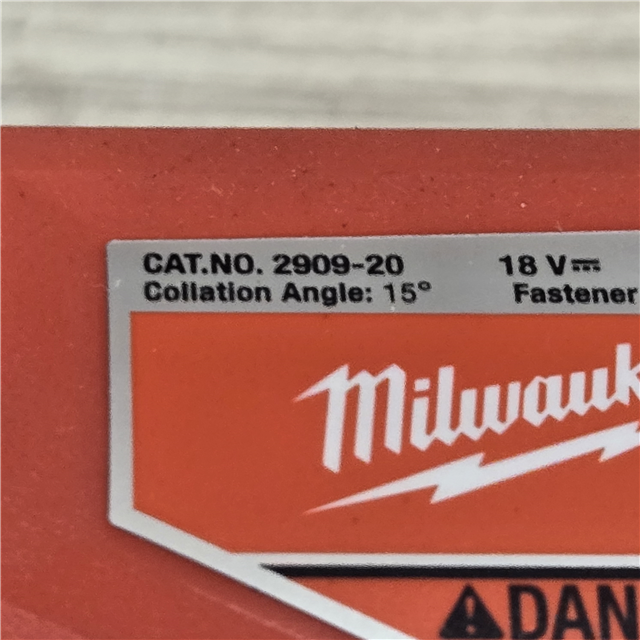 CAT.NO. 2909-20 18 V⎓
Collation Angle: 15° Fastener
Milwauk
DAN